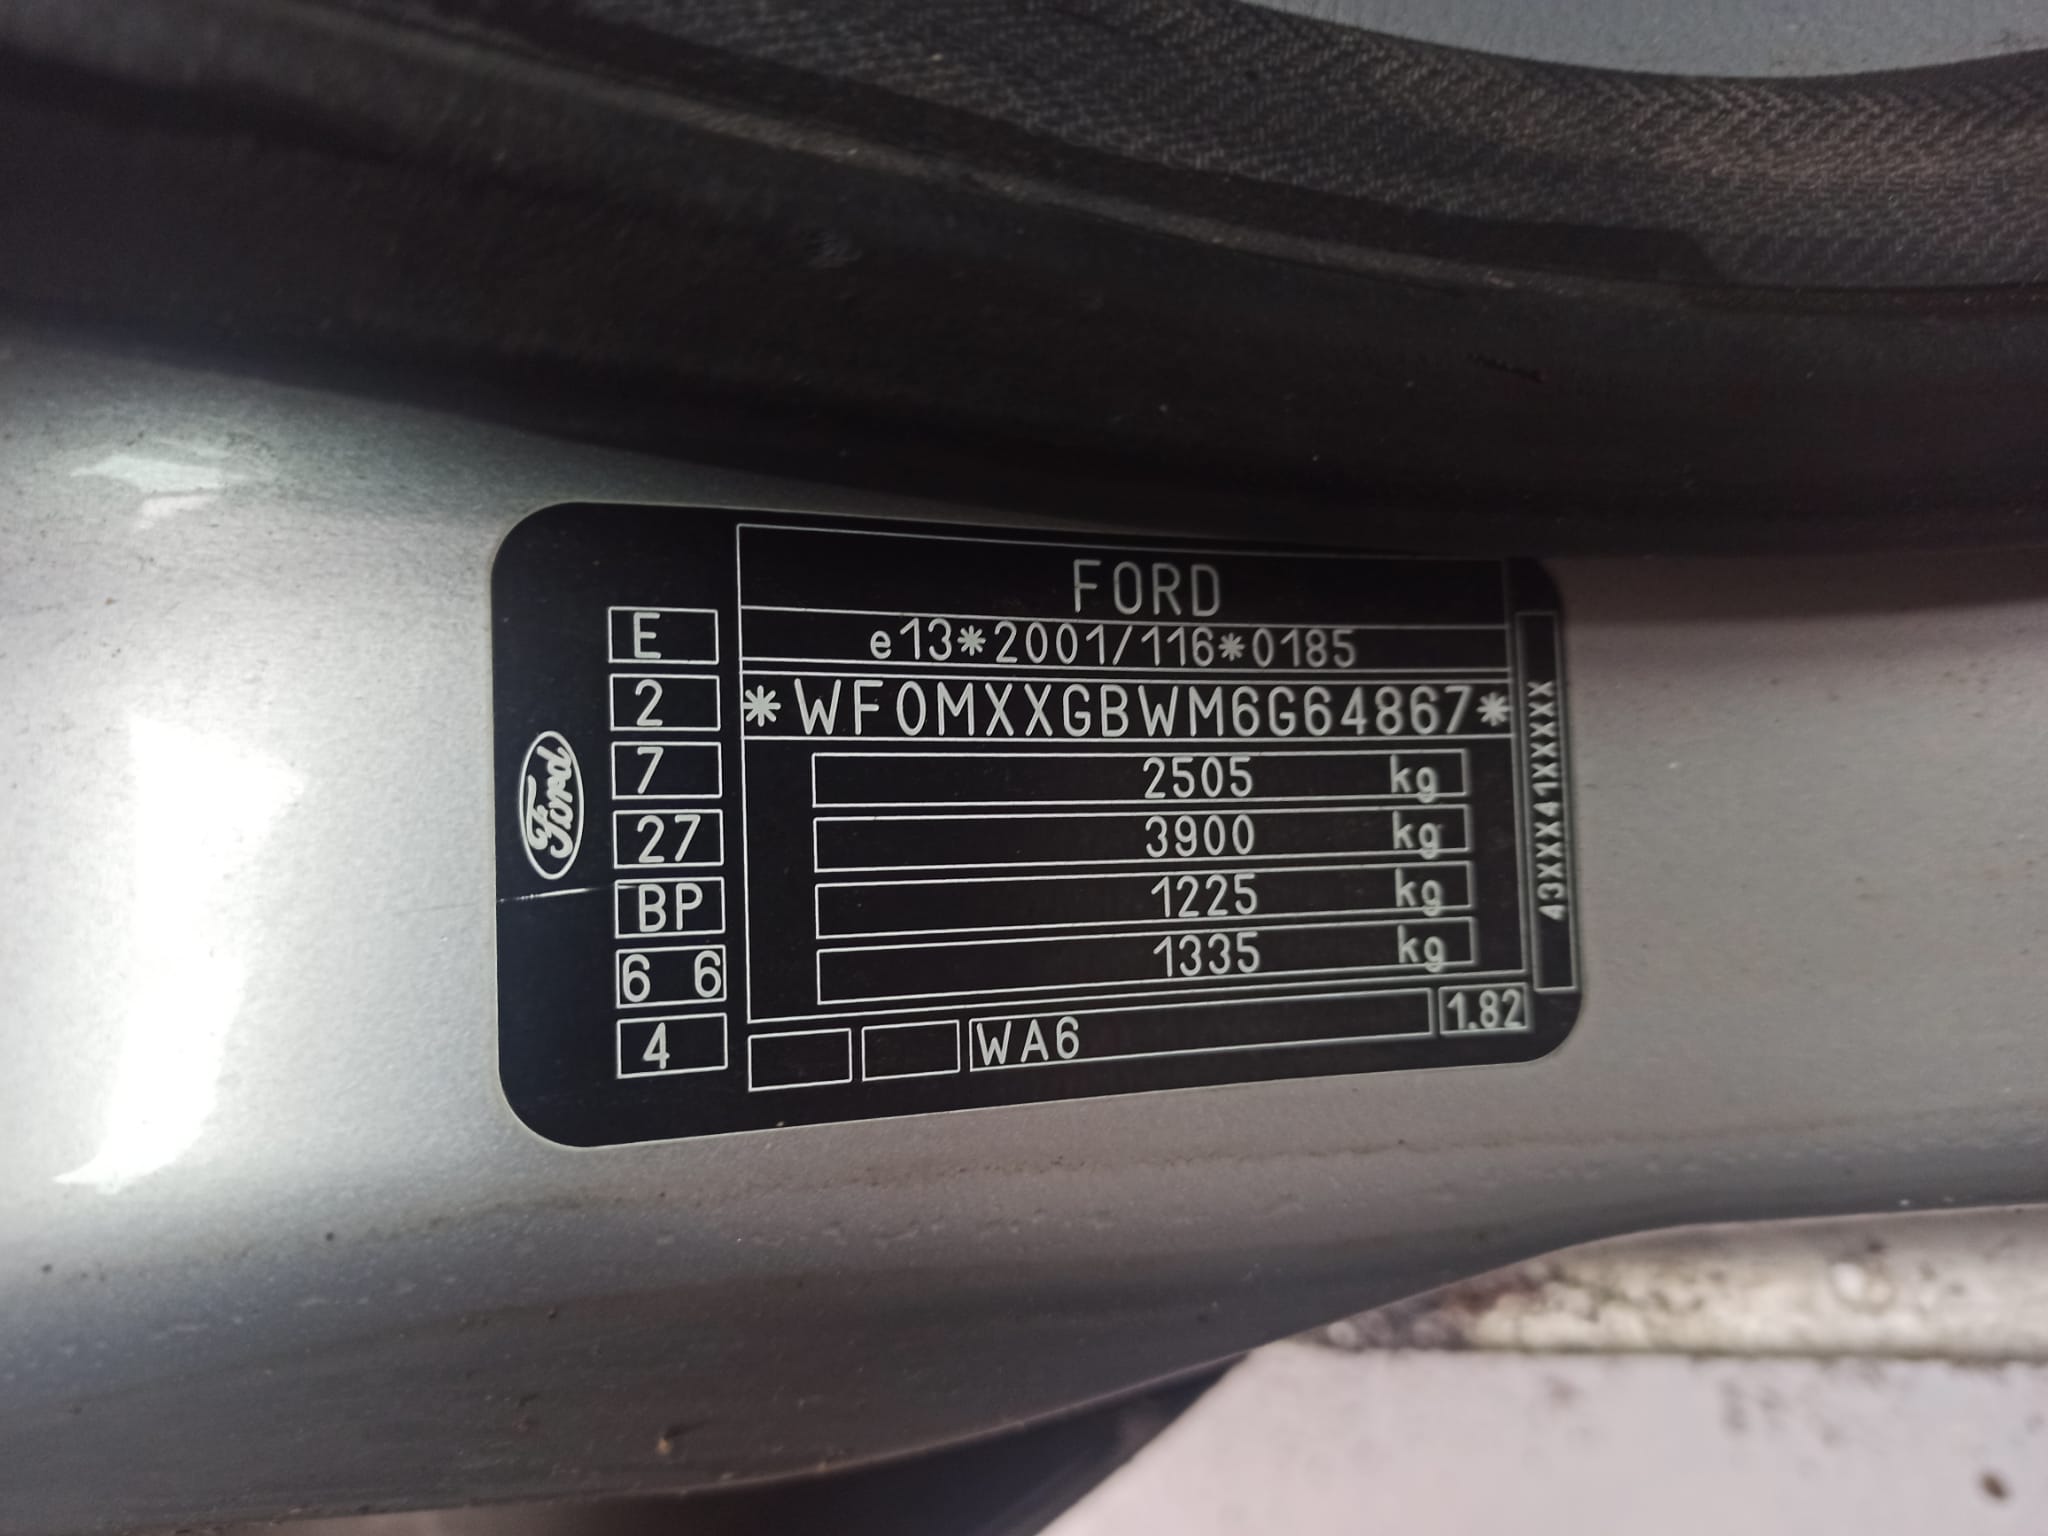 FORD
e13*2001/116*0185
*WF0MXXGBWM6G64867*
2505 kg
3900 kg
1225 kg
1335 kg
WA6
1.82
E
2
7
27
BP
6 6
4
Ford
43XXX41XXXXX